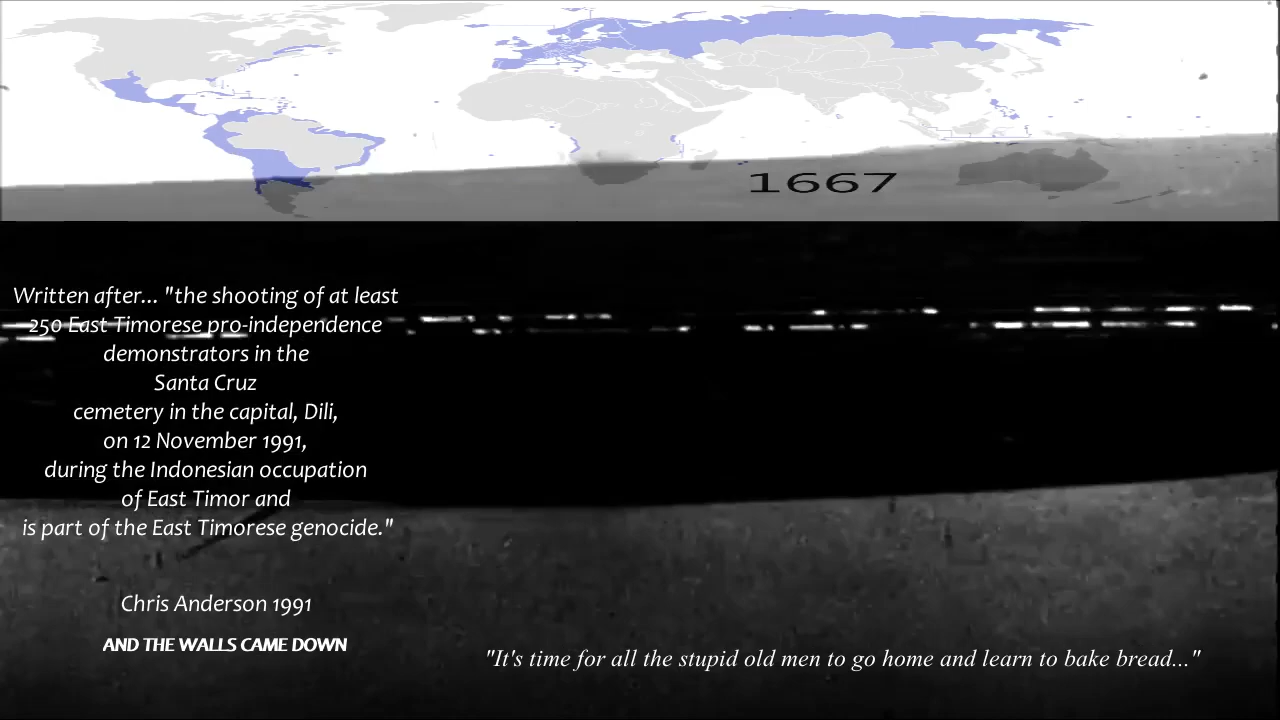 1667
Written after... "the shooting of at least
250 East Timorese pro-independence
demonstrators in the
Santa Cruz
cemetery in the capital, Dili,
on 12 November 1991,
during the Indonesian occupation
of East Timor and
is part of the East Timorese genocide."
Chris Anderson 1991
AND THE WALLS CAME DOWN
"It's time for all the stupid old men to go home and learn to bake bread..."